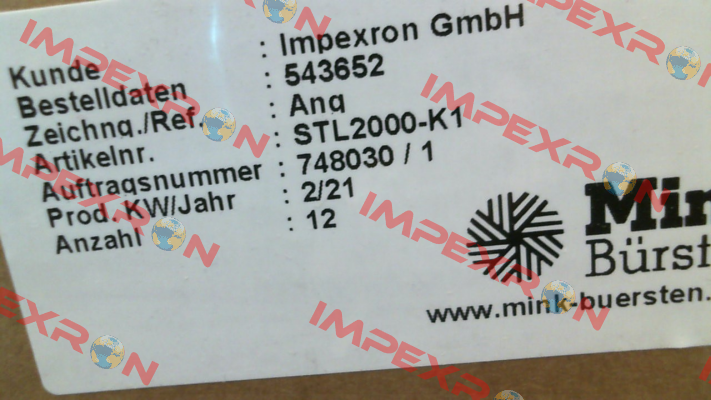 Kunde : Impexron GmbH
Bestelldaten : 543652
Zeichng./Ref. : Ang
Artikelnr. : STL2000-K1
Auftragsnummer : 748030 / 1
Prod. KW/Jahr : 2/21
Anzahl : 12
Min
Bürst
www.mink-buersten.
IMPEXRON